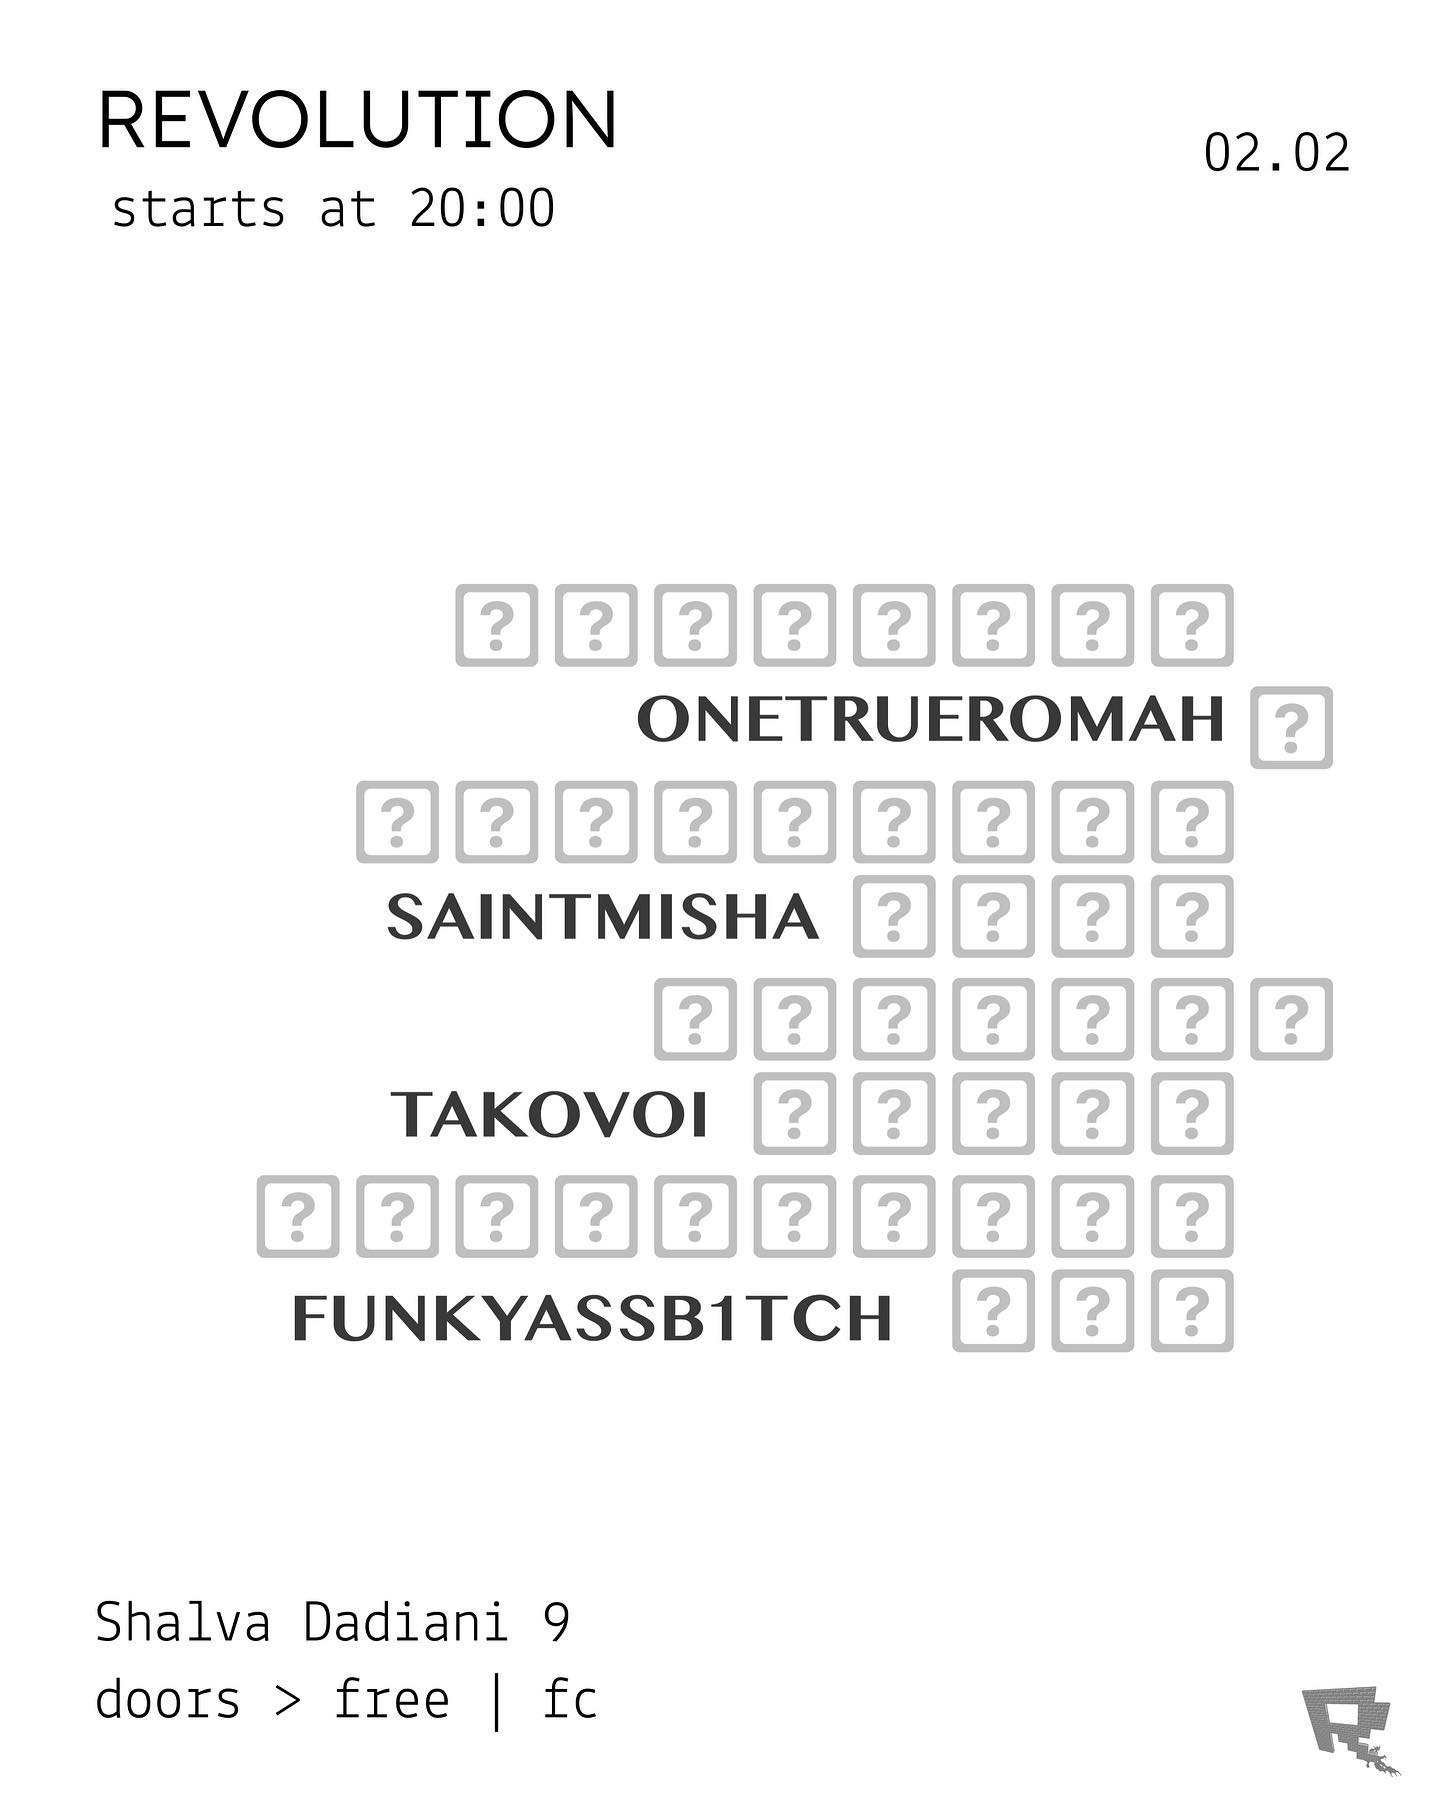 REVOLUTION
02.02
starts at 20:00
????????
ONETRUEROMAH ?
?????????
SAINTMISHA ????
???????
TAKOVOI ?????
??????????
FUNKYASSB1TCH ???
Shalva Dadiani 9
doors > free | fc